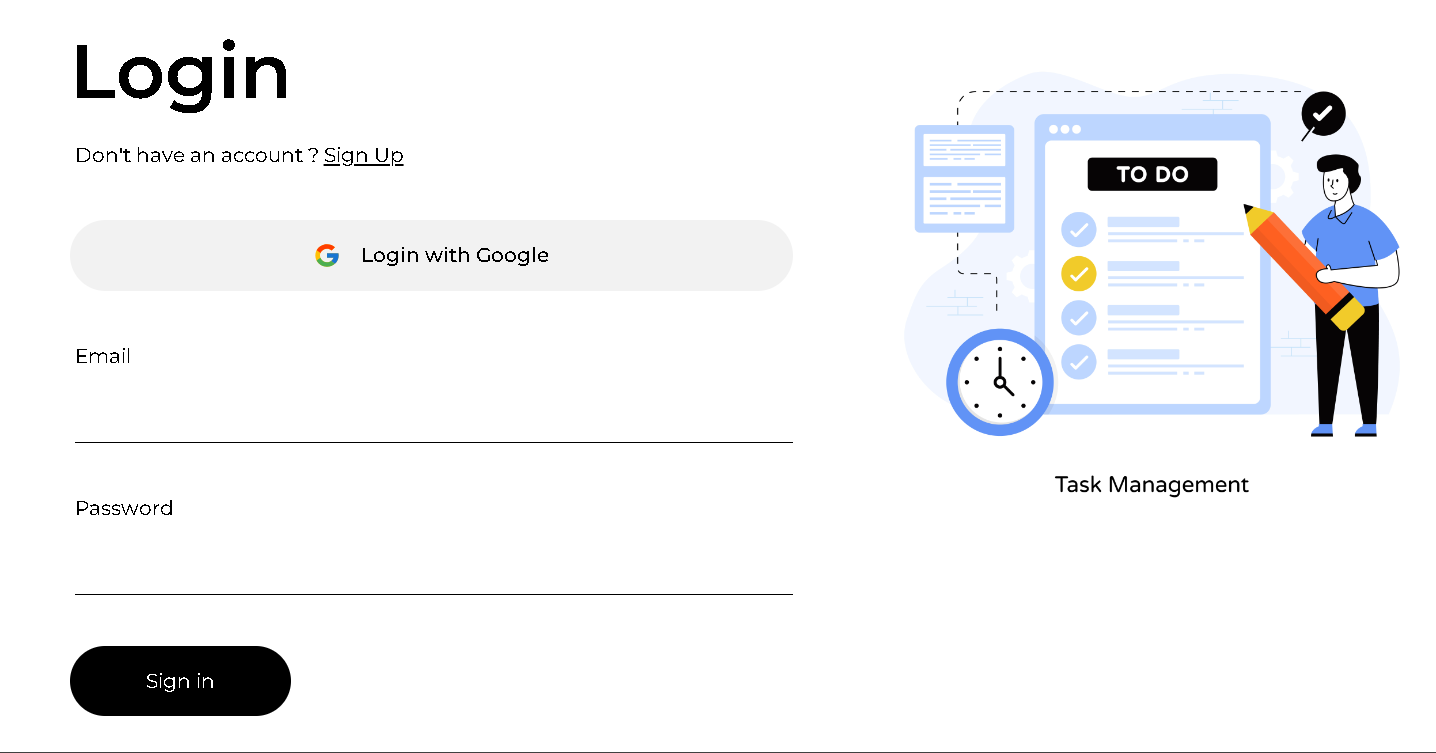 Login
Don't have an account ? Sign Up
Login with Google
Email
Password
Sign in
TO DO
Task Management